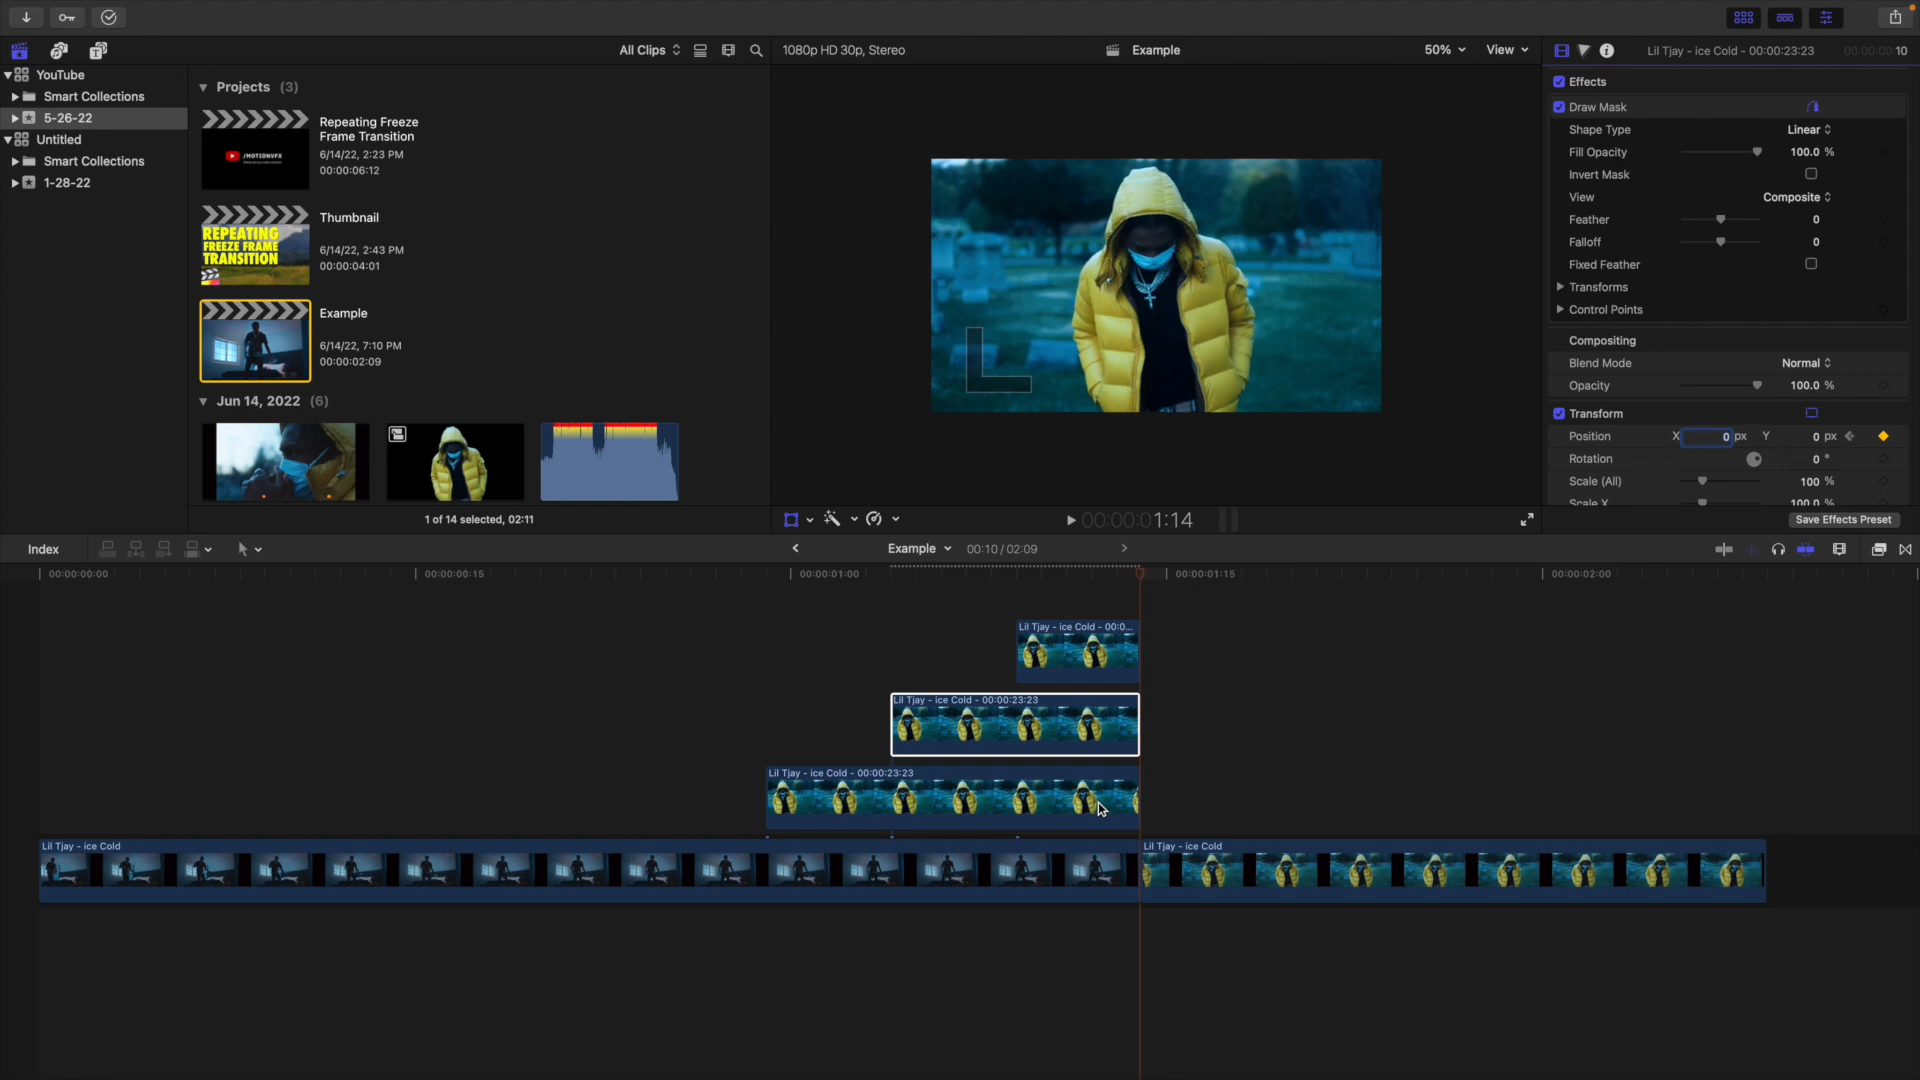 All Clips
1080p HD 30p, Stereo
Example
50%
View
Lil Tjay - ice Cold - 00:00:23:23
00:00:00:10
YouTube
Smart Collections
5-26-22
Untitled
Smart Collections
1-28-22
Projects (3)
Repeating Freeze
Frame Transition
6/14/22, 2:23 PM
00:00:06:12
/MOTIONVFX
Thumbnail
6/14/22, 2:43 PM
00:00:04:01
REPEATING
FREEZE FRAME
TRANSITION
Example
6/14/22, 7:10 PM
00:00:02:09
Jun 14, 2022 (6)
1 of 14 selected, 02:11
Effects
Draw Mask
Shape Type Linear
Fill Opacity 100.0 %
Invert Mask
View Composite
Feather 0
Falloff 0
Fixed Feather
Transforms
Control Points
Compositing
Blend Mode Normal
Opacity 100.0 %
Transform
Position X 0 px Y 0 px
Rotation 0 °
Scale (All) 100 %
Scale X 100.0 %
Save Effects Preset
00:00:01:14
Index
Example 00:10 / 02:09
00:00:00:00
00:00:00:15
00:00:01:00
00:00:01:15
00:00:02:00
Lil Tjay - ice Cold - 00:0...
Lil Tjay - ice Cold - 00:00:23:23
Lil Tjay - ice Cold - 00:00:23:23
Lil Tjay - ice Cold
Lil Tjay - ice Cold